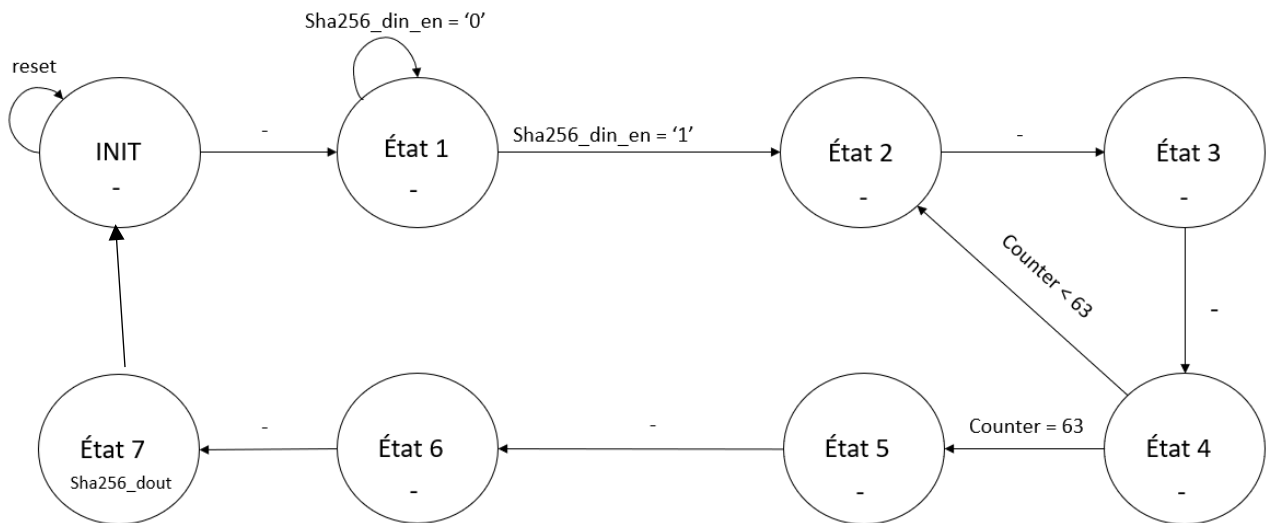 Sha256_din_en = ‘0’
reset
INIT
-
-
État 1
-
Sha256_din_en = ‘1’
État 2
-
-
État 3
-
Counter < 63
-
État 7
Sha256_dout
-
État 6
-
-
État 5
-
Counter = 63
État 4
-